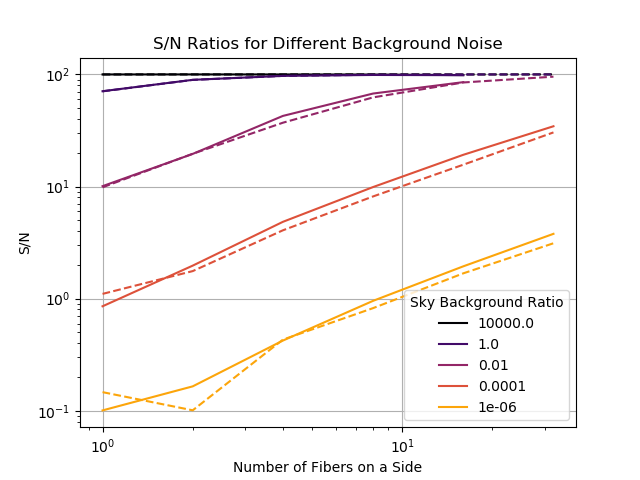 S/N Ratios for Different Background Noise
10²
10¹
10⁰
10⁻¹
S/N
Sky Background Ratio
10000.0
1.0
0.01
0.0001
1e-06
10⁰
10¹
Number of Fibers on a Side